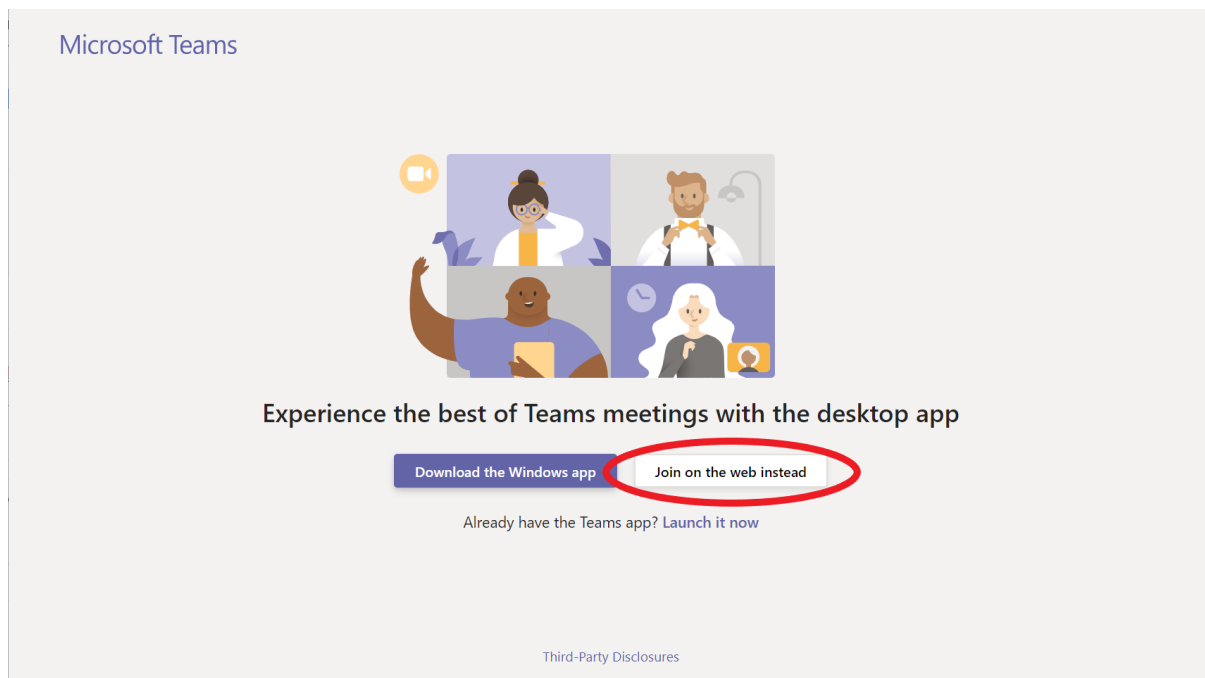 Microsoft Teams
Experience the best of Teams meetings with the desktop app
Download the Windows app
Join on the web instead
Already have the Teams app? Launch it now
Third-Party Disclosures